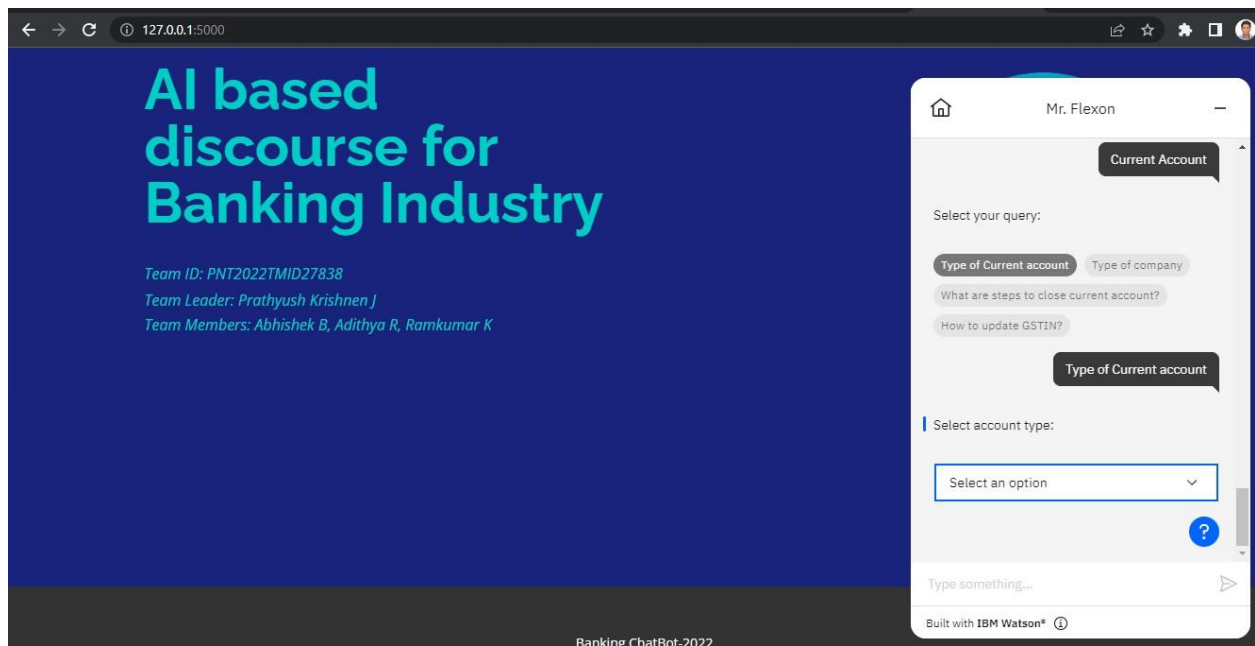 127.0.0.1:5000
AI based
discourse for
Banking Industry
Team ID: PNT2022TMID27838
Team Leader: Prathyush Krishnen J
Team Members: Abhishek B, Adithya R, Ramkumar K
Banking ChatBot-2022
Mr. Flexon
Current Account
Select your query:
Type of Current account Type of company
What are steps to close current account?
How to update GSTIN?
Type of Current account
Select account type:
Select an option
?
Type something...
Built with IBM Watson®